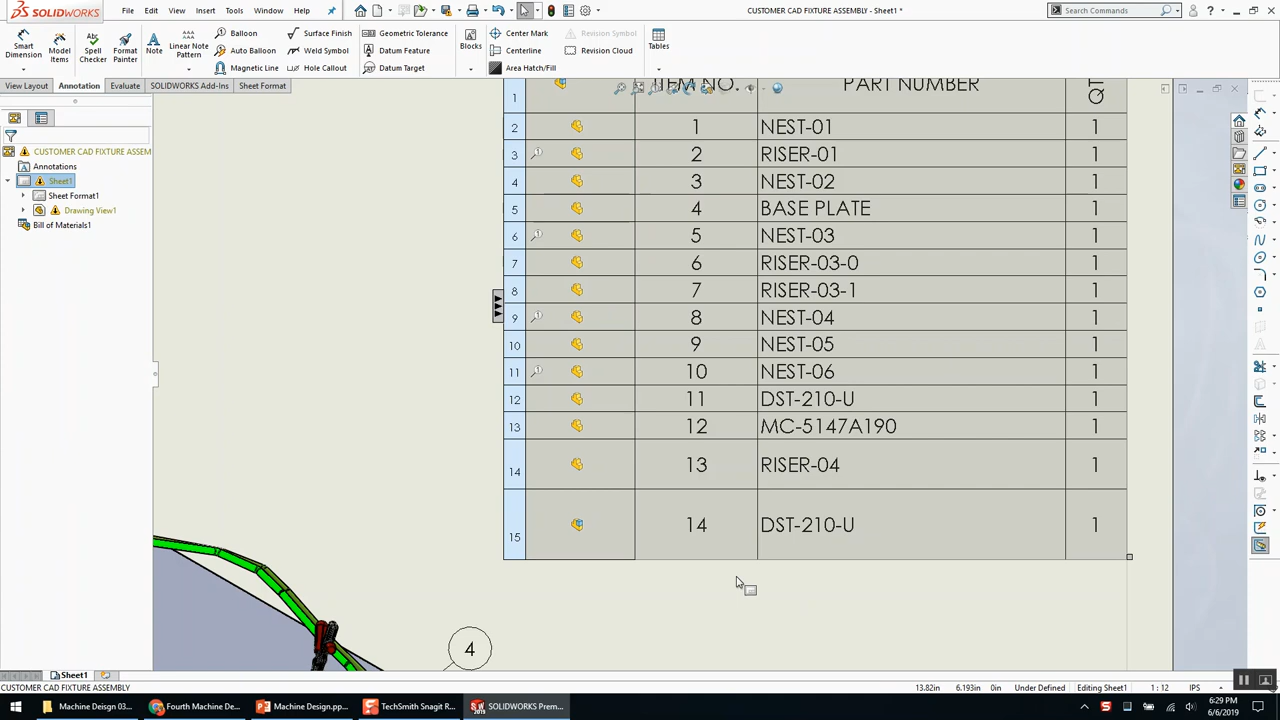 SOLIDWORKS File Edit View Insert Tools Window Help CUSTOMER CAD FIXTURE ASSEMBLY - Sheet1 * Search Commands ?
Smart Dimension
Model Items
Spell Checker
Format Painter
Note
Linear Note Pattern
Balloon
Auto Balloon
Magnetic Line
Surface Finish
Weld Symbol
Hole Callout
Geometric Tolerance
Datum Feature
Datum Target
Blocks
Center Mark
Centerline
Area Hatch/Fill
Revision Symbol
Revision Cloud
Tables
View Layout Annotation Evaluate SOLIDWORKS Add-Ins Sheet Format
CUSTOMER CAD FIXTURE ASSEM
Annotations
Sheet1
Sheet Format1
Drawing View1
Bill of Materials1
1 ITEM NO. PART NUMBER
2 1 NEST-01 1
3 2 RISER-01 1
4 3 NEST-02 1
5 4 BASE PLATE 1
6 5 NEST-03 1
7 6 RISER-03-0 1
8 7 RISER-03-1 1
9 8 NEST-04 1
10 9 NEST-05 1
11 10 NEST-06 1
12 11 DST-210-U 1
13 12 MC-5147A190 1
14 13 RISER-04 1
15 14 DST-210-U 1
4
Sheet1
CUSTOMER CAD FIXTURE ASSEMBLY 13.82in 6.193in 0in Under Defined Editing Sheet1 1 : 12 IPS
Machine Deisgn 03... Fourth Machine De... Machine Design.pp... TechSmith Snagit R... SOLIDWORKS Prem... 6:29 PM
6/6/2019